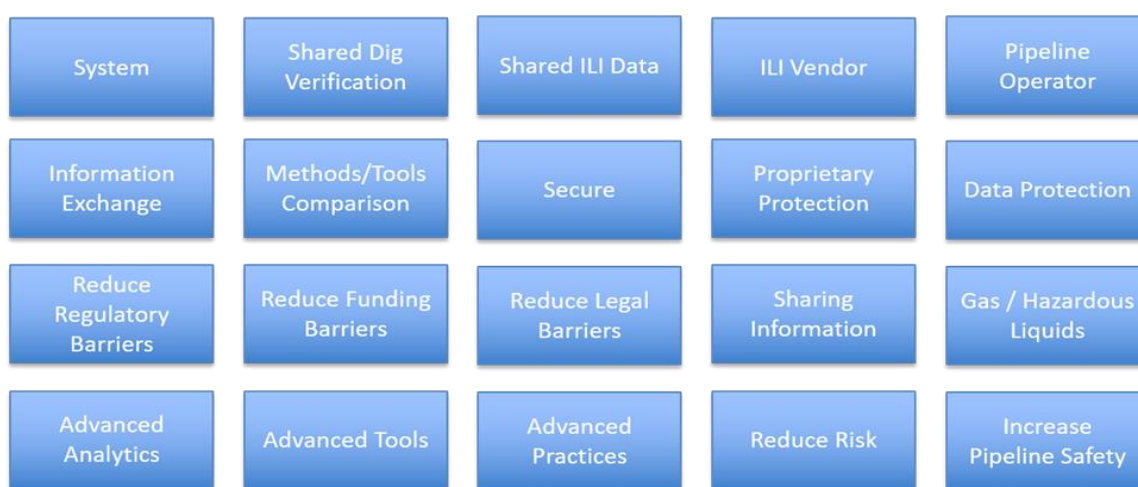 System
Shared Dig
Verification
Shared ILI Data
ILI Vendor
Pipeline
Operator
Information
Exchange
Methods/Tools
Comparison
Secure
Proprietary
Protection
Data Protection
Reduce
Regulatory
Barriers
Reduce Funding
Barriers
Reduce Legal
Barriers
Sharing
Information
Gas / Hazardous
Liquids
Advanced
Analytics
Advanced Tools
Advanced
Practices
Reduce Risk
Increase
Pipeline Safety